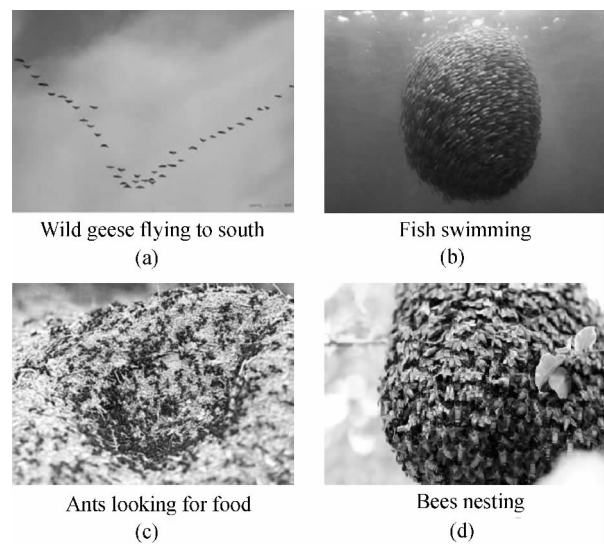 Wild geese flying to south
(a)
Fish swimming
(b)
Ants looking for food
(c)
Bees nesting
(d)